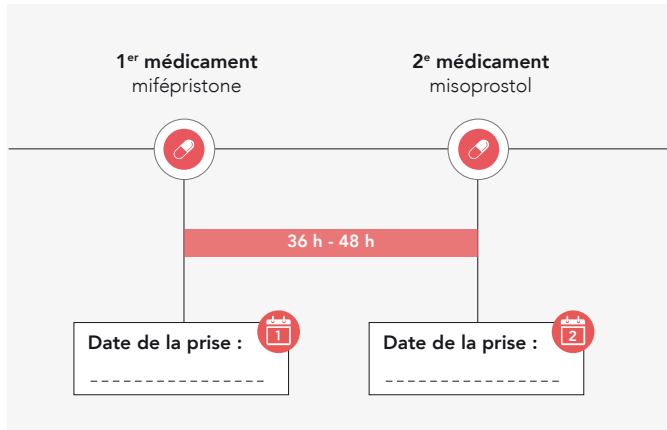 1er médicament
mifépristone
2e médicament
misoprostol
36 h - 48 h
Date de la prise :
1
Date de la prise :
2